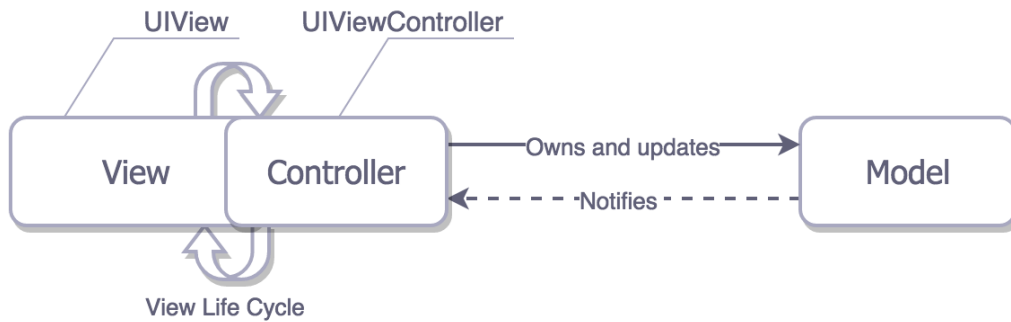 UIView
UIViewController
View
Controller
Owns and updates
Model
Notifies
View Life Cycle